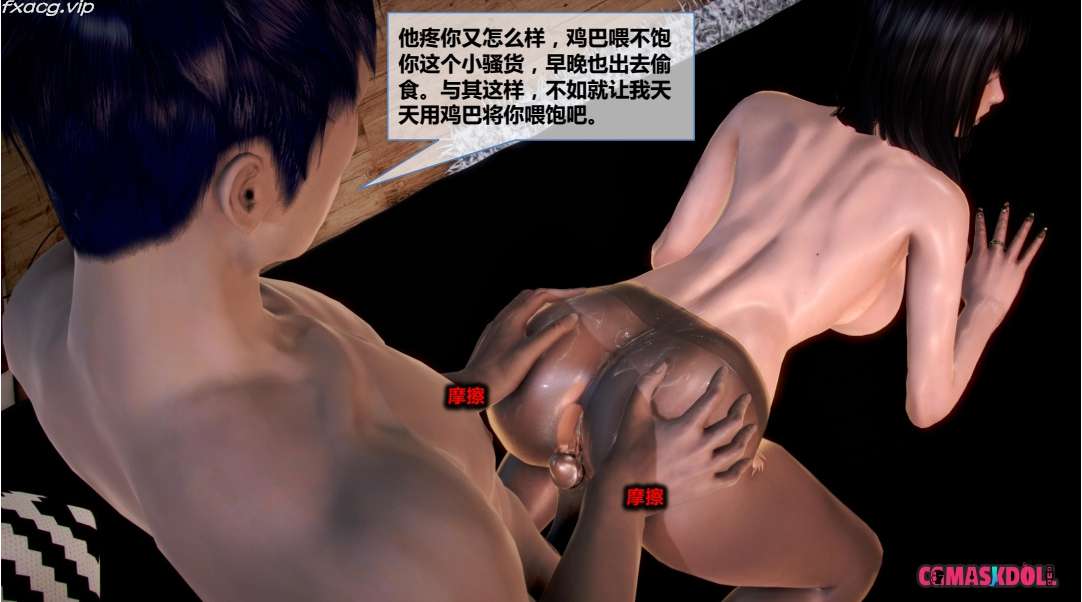 fxacg.vip
他疼你又怎么样，鸡巴喂不饱
你这个小骚货，早晚也出去偷
食。与其这样，不如就让我天
天用鸡巴将你喂饱吧。
摩擦
摩擦
CGMASKDOLL